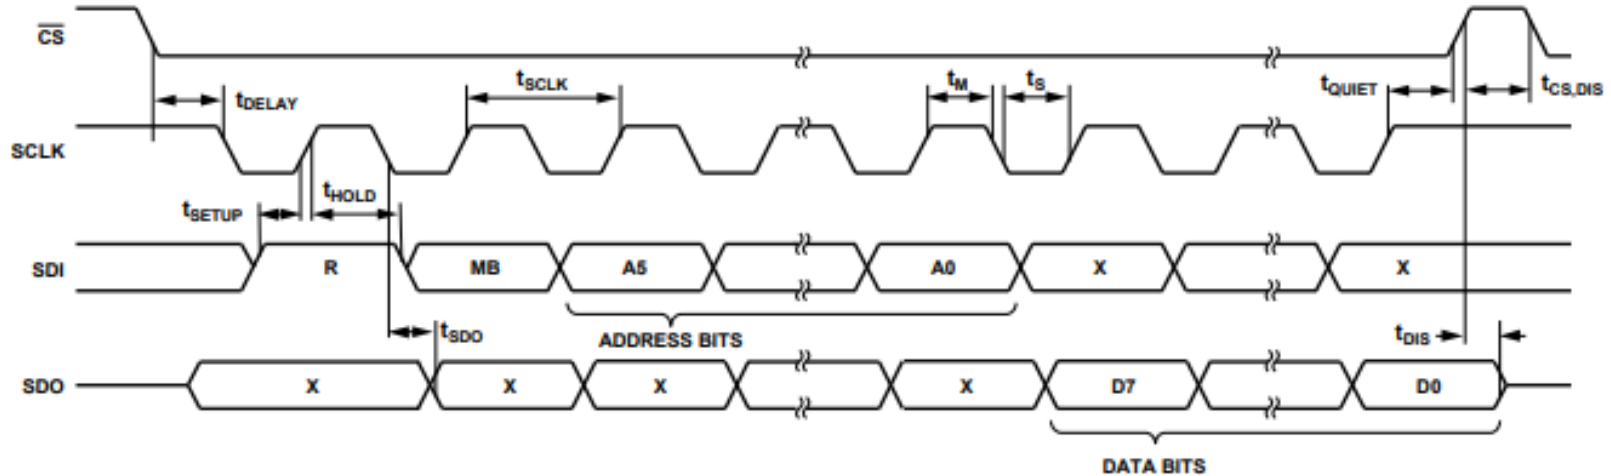 CS
tDELAY
tSCLK
tM
tS
tQUIET
tCS,DIS
SCLK
tSETUP
tHOLD
SDI
R
MB
A5
A0
X
X
tSDO
ADDRESS BITS
tDIS
SDO
X
X
X
X
D7
D0
DATA BITS